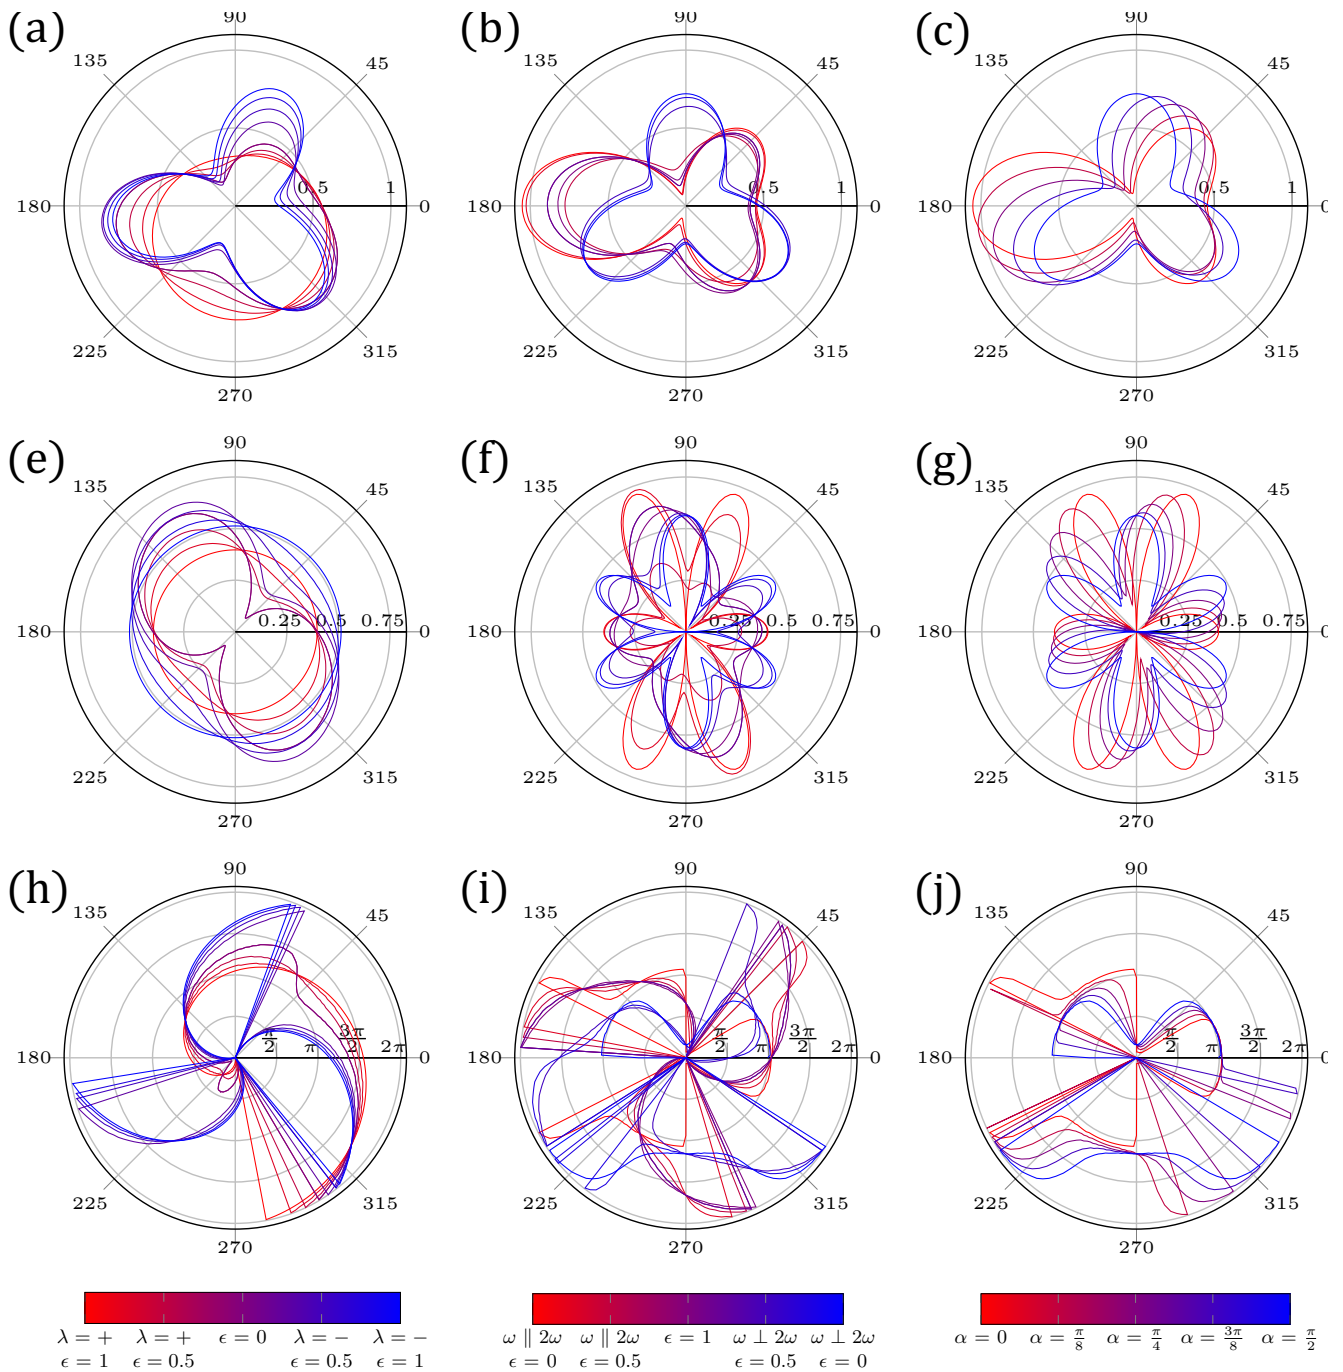 (a) (b) (c)
90 90 90
135 45 135 45 135 45
180 0.5 1 0 180 0.5 1 0 180 0.5 1 0
225 315 225 315 225 315
270 270 270
(e) (f) (g)
90 90 90
135 45 135 45 135 45
180 0.25 0.5 0.75 0 180 0.25 0.5 0.75 0 180 0.25 0.5 0.75 0
225 315 225 315 225 315
270 270 270
(h) (i) (j)
90 90 90
135 45 135 45 135 45
180 π/2 π 3π/2 2π 0 180 π/2 π 3π/2 2π 0 180 π/2 π 3π/2 2π 0
225 315 225 315 225 315
270 270 270
λ = + λ = + ϵ = 0 λ = − λ = − ω ∥ 2ω ω ∥ 2ω ϵ = 1 ω ⊥ 2ω ω ⊥ 2ω α = 0 α = π/8 α = π/4 α = 3π/8 α = π/2
ϵ = 1 ϵ = 0.5 ϵ = 0.5 ϵ = 1 ϵ = 0 ϵ = 0.5 ϵ = 0.5 ϵ = 0